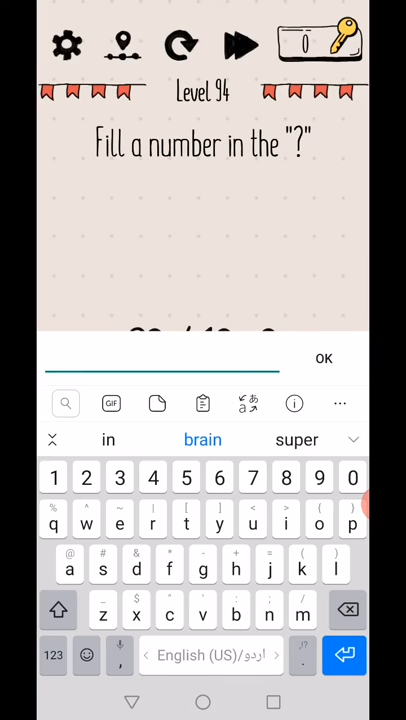 0
Level 94
Fill a number in the "?"
OK
GIF
in brain super
1 2 3 4 5 6 7 8 9 0
% ^ ~ | [ ] < > { }
q w e r t y u i o p
@ # & * - + = ( )
a s d f g h j k l
_ $ " ' : ; /
z x c v b n m
123 , English (US)/اردو ,!? .